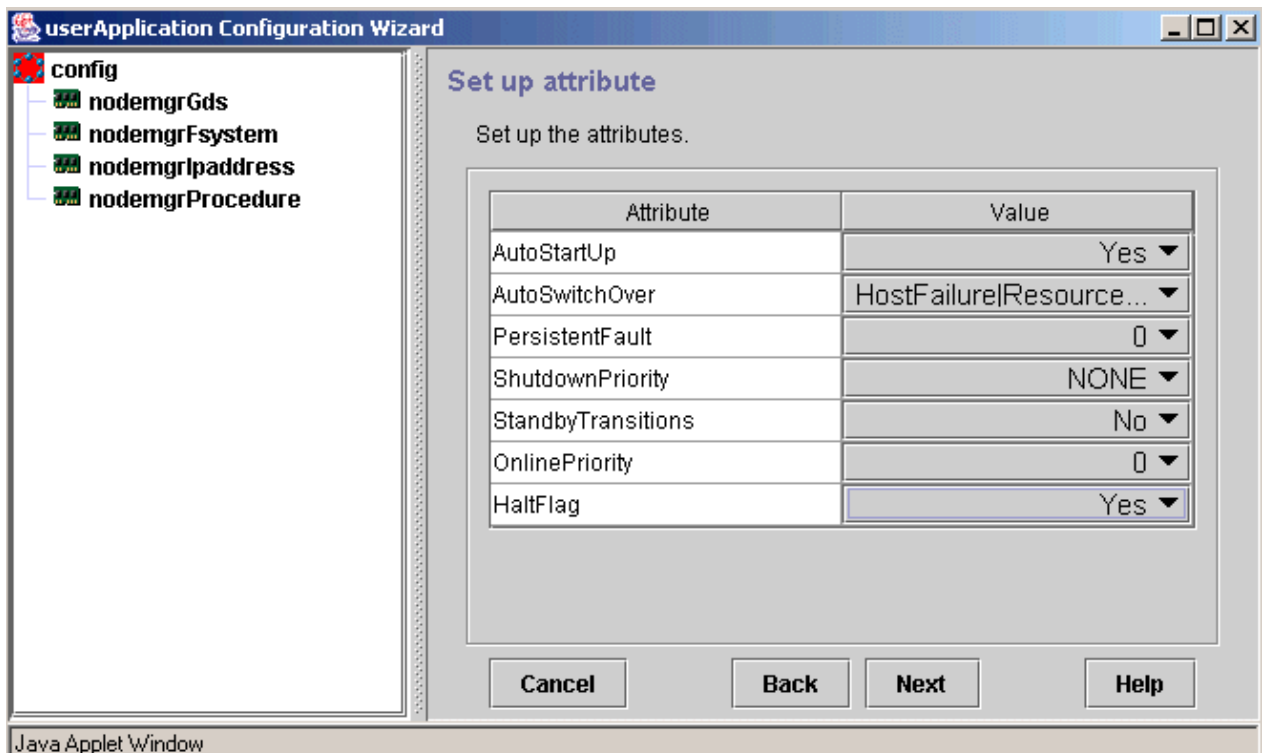 userApplication Configuration Wizard
config
nodemgrGds
nodemgrFsystem
nodemgrIpaddress
nodemgrProcedure
Set up attribute
Set up the attributes.
Attribute Value
AutoStartUp Yes
AutoSwitchOver HostFailure|Resource...
PersistentFault 0
ShutdownPriority NONE
StandbyTransitions No
OnlinePriority 0
HaltFlag Yes
Cancel Back Next Help
Java Applet Window